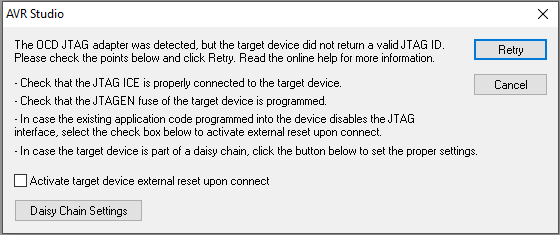 AVR Studio
The OCD JTAG adapter was detected, but the target device did not return a valid JTAG ID.
Please check the points below and click Retry. Read the online help for more information.
- Check that the JTAG ICE is properly connected to the target device.
- Check that the JTAGEN fuse of the target device is programmed.
- In case the existing application code programmed into the device disables the JTAG
interface, select the check box below to activate external reset upon connect.
- In case the target device is part of a daisy chain, click the button below to set the proper settings.
Retry
Cancel
Activate target device external reset upon connect
Daisy Chain Settings